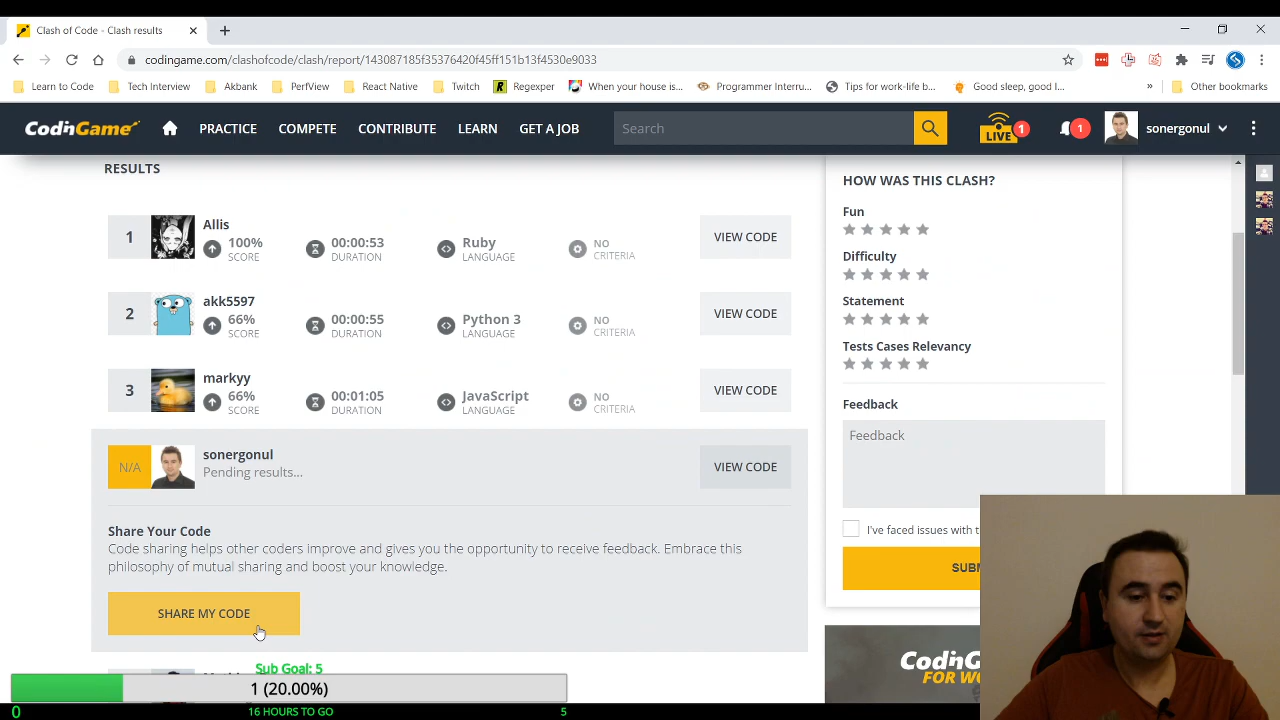 Clash of Code - Clash results
codingame.com/clashofcode/clash/report/1430871
Learn to Code
Tech Interview
Akbank
PerfView
React Native
Twitch
Regexper
When your house is...
Programmer Interru...
Tips for work-life b...
Good sleep, good l...
»
Other bookmarks
CodinGame
PRACTICE
COMPETE
CONTRIBUTE
LEARN
GET A JOB
Search
LIVE
1
1
sonergonul
RESULTS
1
Allis
100%
SCORE
00:00:53
DURATION
Ruby
LANGUAGE
NO
CRITERIA
VIEW CODE
2
akk5597
66%
SCORE
00:00:55
DURATION
Python 3
LANGUAGE
NO
CRITERIA
VIEW CODE
3
markyy
66%
SCORE
00:01:05
DURATION
JavaScript
LANGUAGE
NO
CRITERIA
VIEW CODE
N/A
sonergonul
Pending results...
VIEW CODE
Share Your Code
Code sharing helps other coders improve and gives you the opportunity to receive feedback. Embrace this
philosophy of mutual sharing and boost your knowledge.
SHARE MY CODE
HOW WAS THIS CLASH?
Fun
Difficulty
Statement
Tests Cases Relevancy
Feedback
Feedback
I've faced issues with t
SUBM
CodinG
FOR WO
Sub Goal: 5
1 (20.00%)
0
16 HOURS TO GO
5